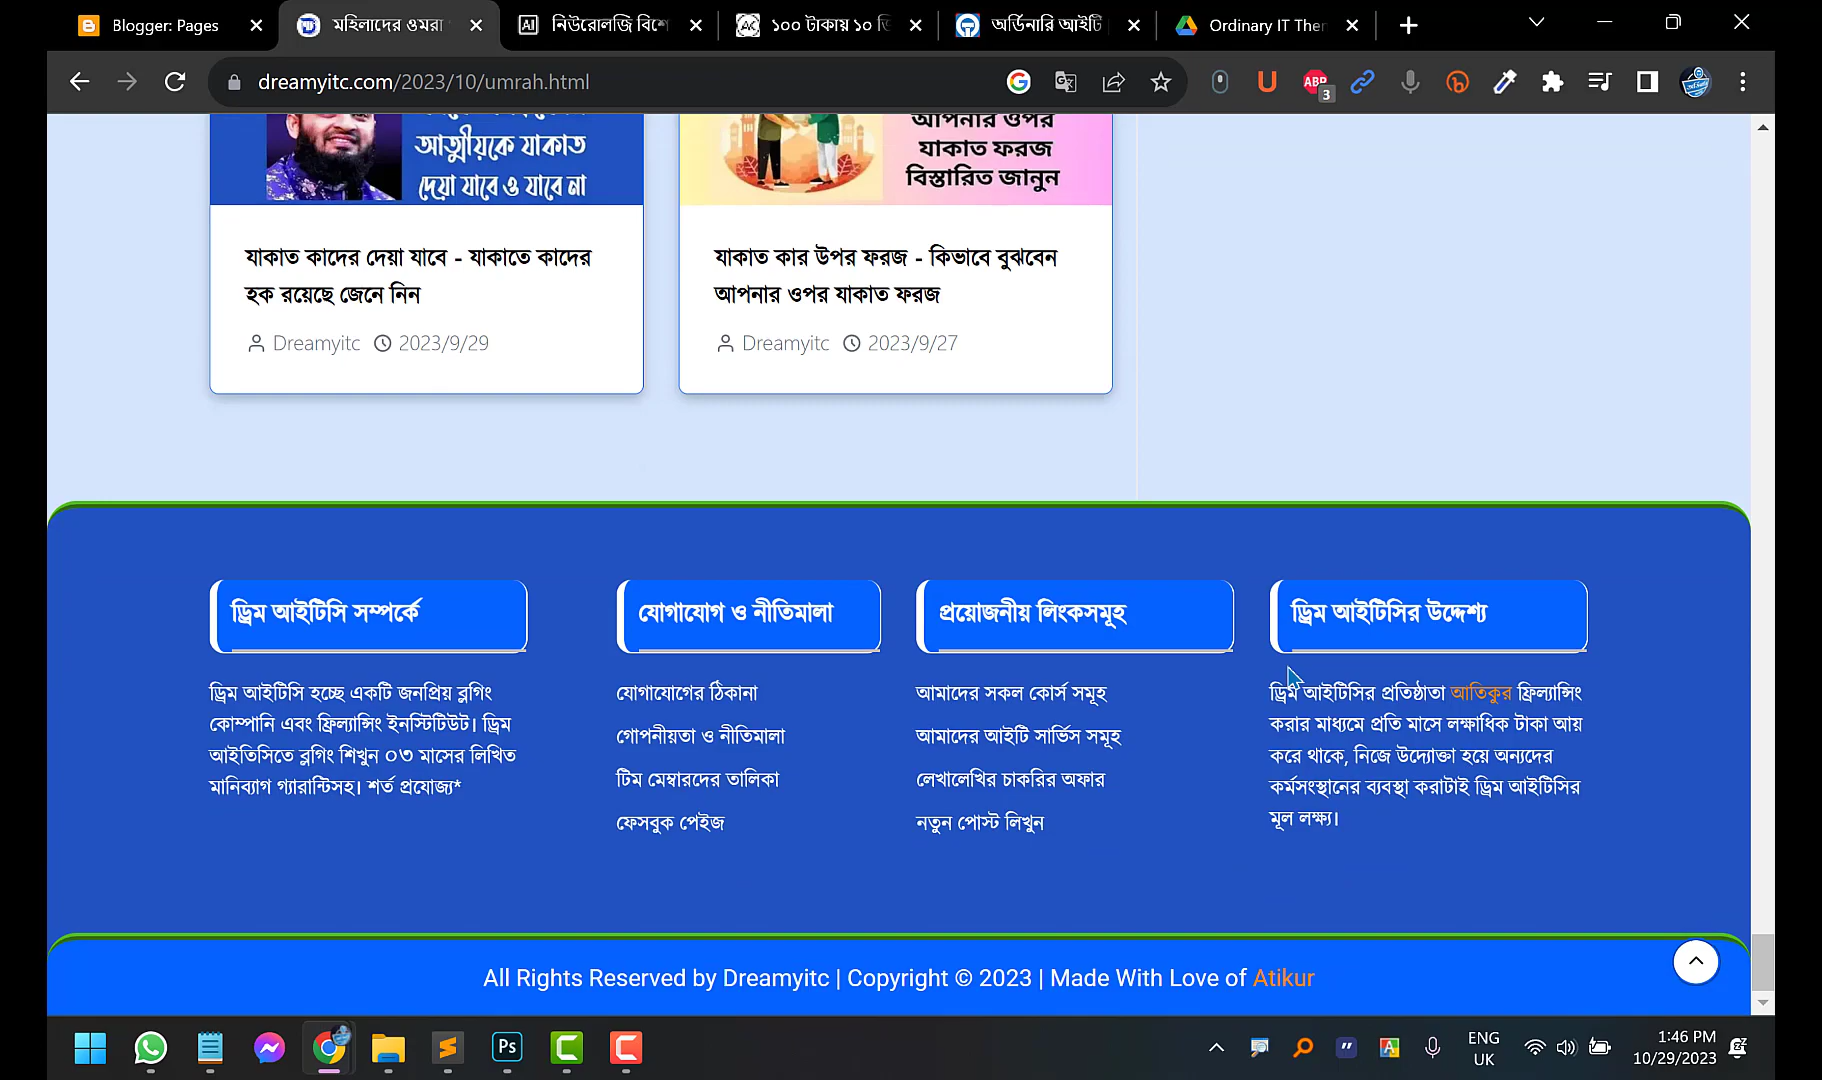 Blogger: Pages
মহিলাদের ওমরা
নিউরোলজি বিশে
১০০ টাকায় ১০ ডি
অর্ডিনারি আইটি
Ordinary IT Ther
dreamyitc.com/2023/10/umrah.html
ABP
3
আত্মীয়কে যাকাত
দেয়া যাবে ও যাবে না
আপনার ওপর
যাকাত ফরজ
বিস্তারিত জানুন
যাকাত কাদের দেয়া যাবে - যাকাতে কাদের
হক রয়েছে জেনে নিন
Dreamyitc 2023/9/29
যাকাত কার উপর ফরজ - কিভাবে বুঝবেন
আপনার ওপর যাকাত ফরজ
Dreamyitc 2023/9/27
ড্রিম আইটিসি সম্পর্কে
ড্রিম আইটিসি হচ্ছে একটি জনপ্রিয় ব্লগিং
কোম্পানি এবং ফ্রিল্যান্সিং ইনস্টিটিউট। ড্রিম
আইতিসিতে ব্লগিং শিখুন ০৩ মাসের লিখিত
মানিব্যাগ গ্যারান্টিসহ। শর্ত প্রযোজ্য*
যোগাযোগ ও নীতিমালা
যোগাযোগের ঠিকানা
গোপনীয়তা ও নীতিমালা
টিম মেম্বারদের তালিকা
ফেসবুক পেইজ
প্রয়োজনীয় লিংকসমূহ
আমাদের সকল কোর্স সমূহ
আমাদের আইটি সার্ভিস সমূহ
লেখালেখির চাকরির অফার
নতুন পোস্ট লিখুন
ড্রিম আইটিসির উদ্দেশ্য
ড্রিম আইটিসির প্রতিষ্ঠাতা আতিকুর ফ্রিল্যান্সিং
করার মাধ্যমে প্রতি মাসে লক্ষাধিক টাকা আয়
করে থাকে, নিজে উদ্যোক্তা হয়ে অন্যদের
কর্মসংস্থানের ব্যবস্থা করাটাই ড্রিম আইটিসির
মূল লক্ষ্য।
All Rights Reserved by Dreamyitc | Copyright © 2023 | Made With Love of Atikur
Ps
ENG
UK
1:46 PM
10/29/2023